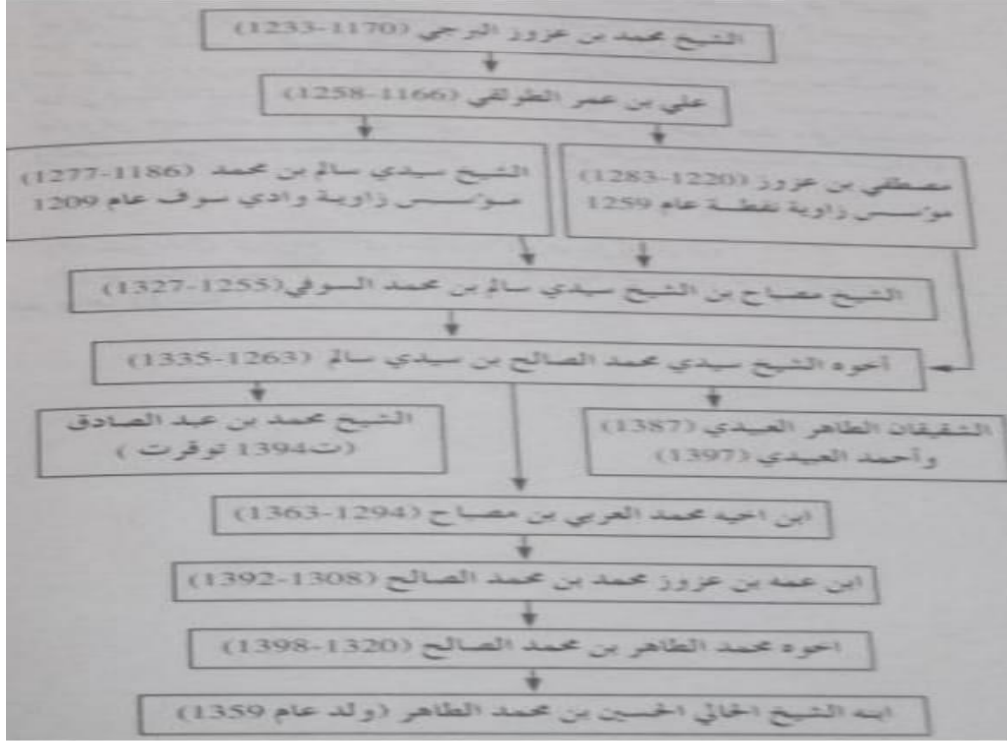 الشيخ محمد بن عزوز البرجي (1170-1233)
علي بن عمر الطولقي (1166-1258)
مصطفى بن عزوز (1220-1283)
مؤسس زاوية نفطة عام 1259
الشيخ سيدي سالم بن محمد (1186-1277)
مؤسس زاوية وادي سوف عام 1209
الشيخ مصباح بن الشيخ سيدي سالم بن محمد السوفي(1255-1327)
أخوه الشيخ سيدي محمد الصالح بن سيدي سالم (1263-1335)
الشقيقان الطاهر العبيدي (1387)
وأحمد العبيدي (1397)
الشيخ محمد بن عبد الصادق
(ت1394 توقرت )
ابن اخيه محمد العربي بن مصباح (1294-1363)
ابن عمه بن عزوز محمد بن محمد الصالح (1308-1392)
اخوه محمد الطاهر بن محمد الصالح (1320-1398)
ابنه الشيخ الحالي الحسين بن محمد الطاهر (ولد عام 1359)